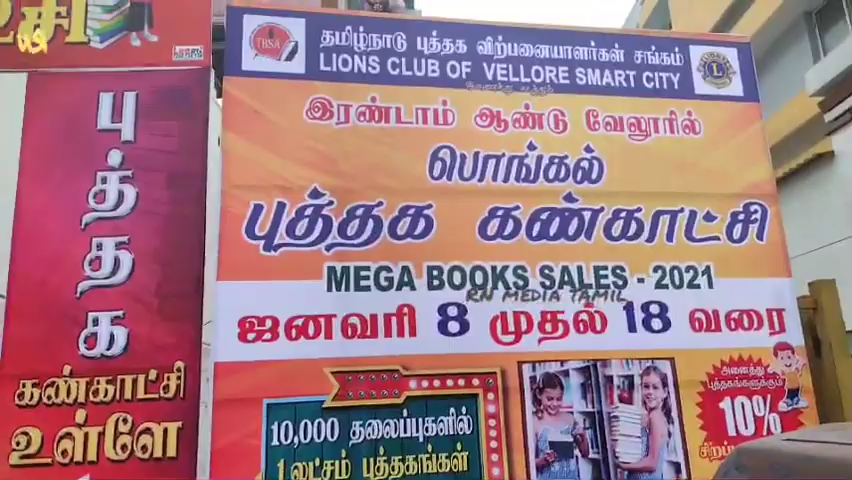 TBSA
தமிழ்நாடு புத்தக விற்பனையாளர்கள் சங்கம்
LIONS CLUB OF VELLORE SMART CITY
இரண்டாம் ஆண்டு வேலூரில்
பொங்கல்
புத்தக கண்காட்சி
MEGA BOOKS SALES - 2021
RN MEDIA TAMIL
ஜனவரி 8 முதல் 18 வரை
10,000 தலைப்புகளில்
1 லட்சம் புத்தகங்கள்
அனைத்து
புத்தகங்களுக்கும்
10%
புத்தக
கண்காட்சி
உள்ளே